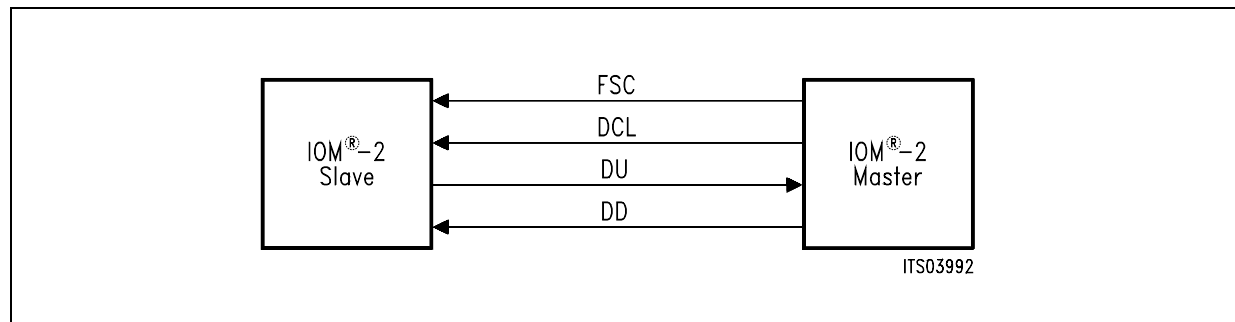 FSC
DCL
IOM®-2
Slave
DU
IOM®-2
Master
DD
ITS03992